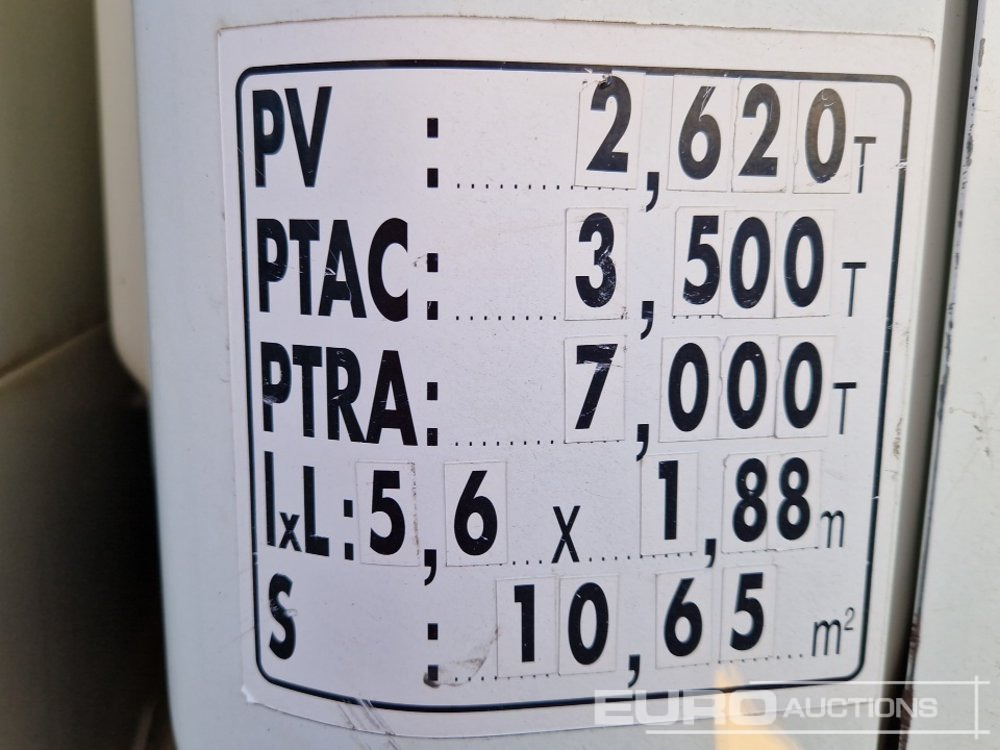 PV : 2,620 T
PTAC : 3,500 T
PTRA : 7,000 T
lxL : 5,6 x 1,88 m
S : 10,65 m²
EURO AUCTIONS